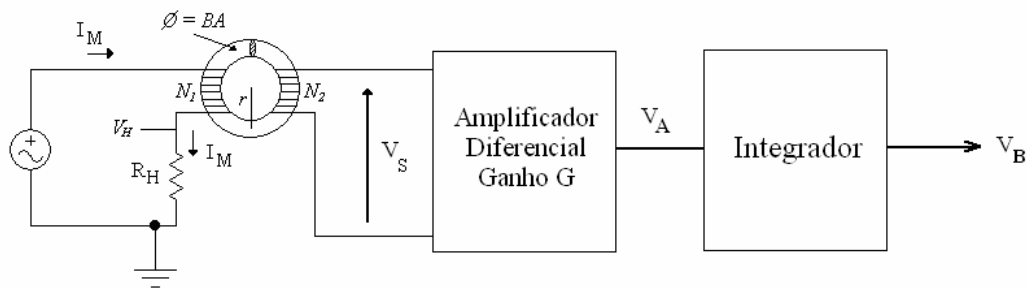 Ø = BA
I_M
N_1
N_2
r
V_H
I_M
R_H
V_S
Amplificador
Diferencial
Ganho G
V_A
Integrador
V_B
+